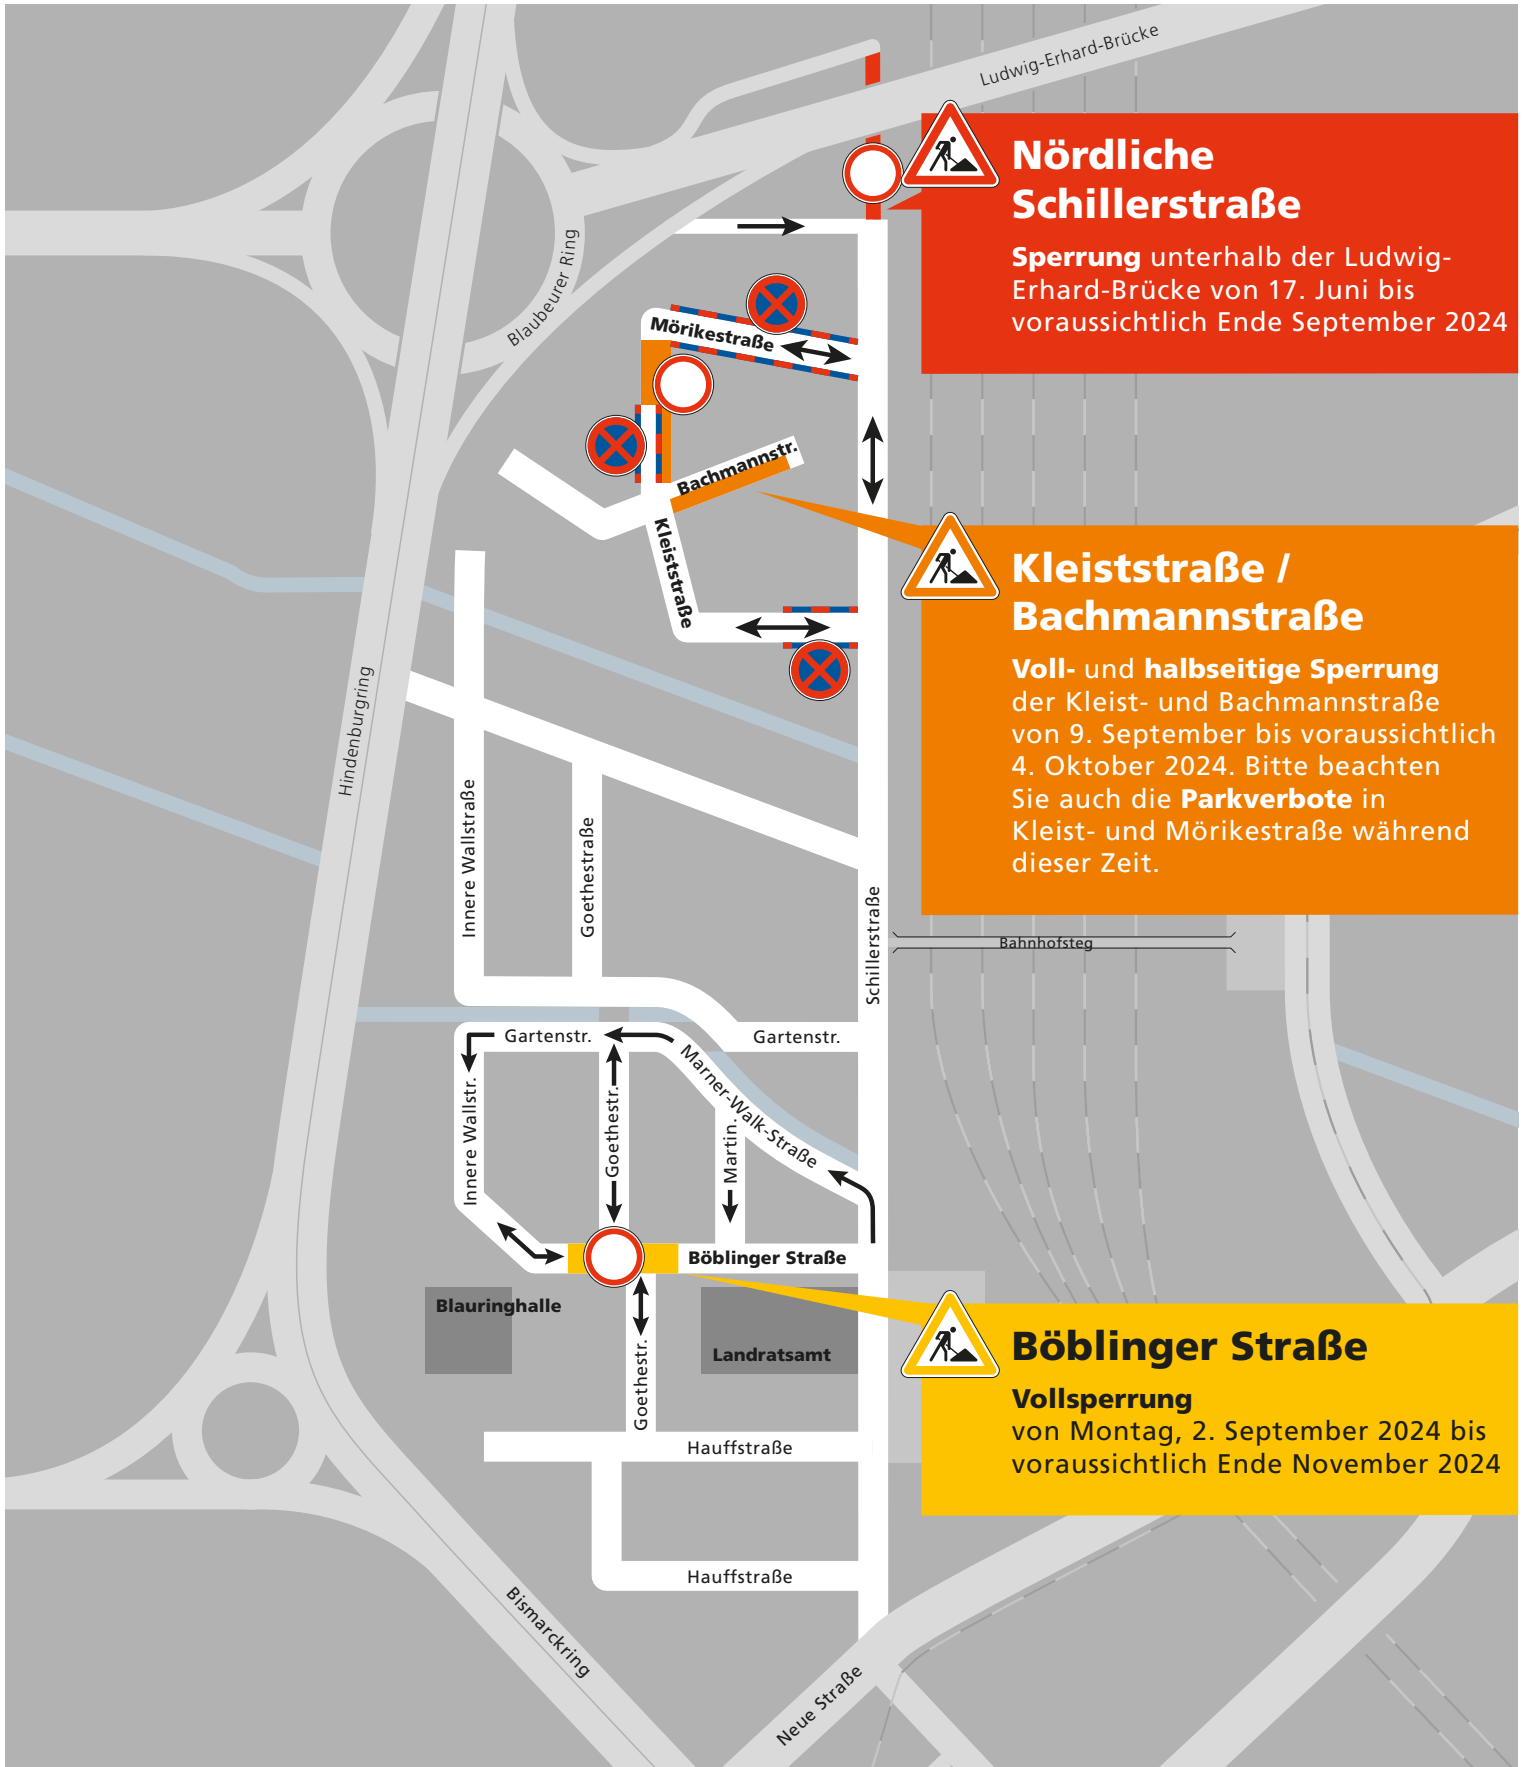 Ludwig-Erhard-Brücke
Nördliche
Schillerstraße
Sperrung unterhalb der Ludwig-
Erhard-Brücke von 17. Juni bis
voraussichtlich Ende September 2024
Blaubeurer Ring
Mörikestraße
Bachmannstr.
Kleiststraße
Kleiststraße /
Bachmannstraße
Voll- und halbseitige Sperrung
der Kleist- und Bachmannstraße
von 9. September bis voraussichtlich
4. Oktober 2024. Bitte beachten
Sie auch die Parkverbote in
Kleist- und Mörikestraße während
dieser Zeit.
Hindenburgring
Innere Wallstraße
Goethestraße
Schillerstraße
Bahnhofsteg
Gartenstr.
Gartenstr.
Marner-Walk-Straße
Innere Wallstr.
Goethestr.
Martin.
Böblinger Straße
Blauringhalle
Landratsamt
Goethestr.
Böblinger Straße
Vollsperrung
von Montag, 2. September 2024 bis
voraussichtlich Ende November 2024
Hauffstraße
Hauffstraße
Bismarckring
Neue Straße